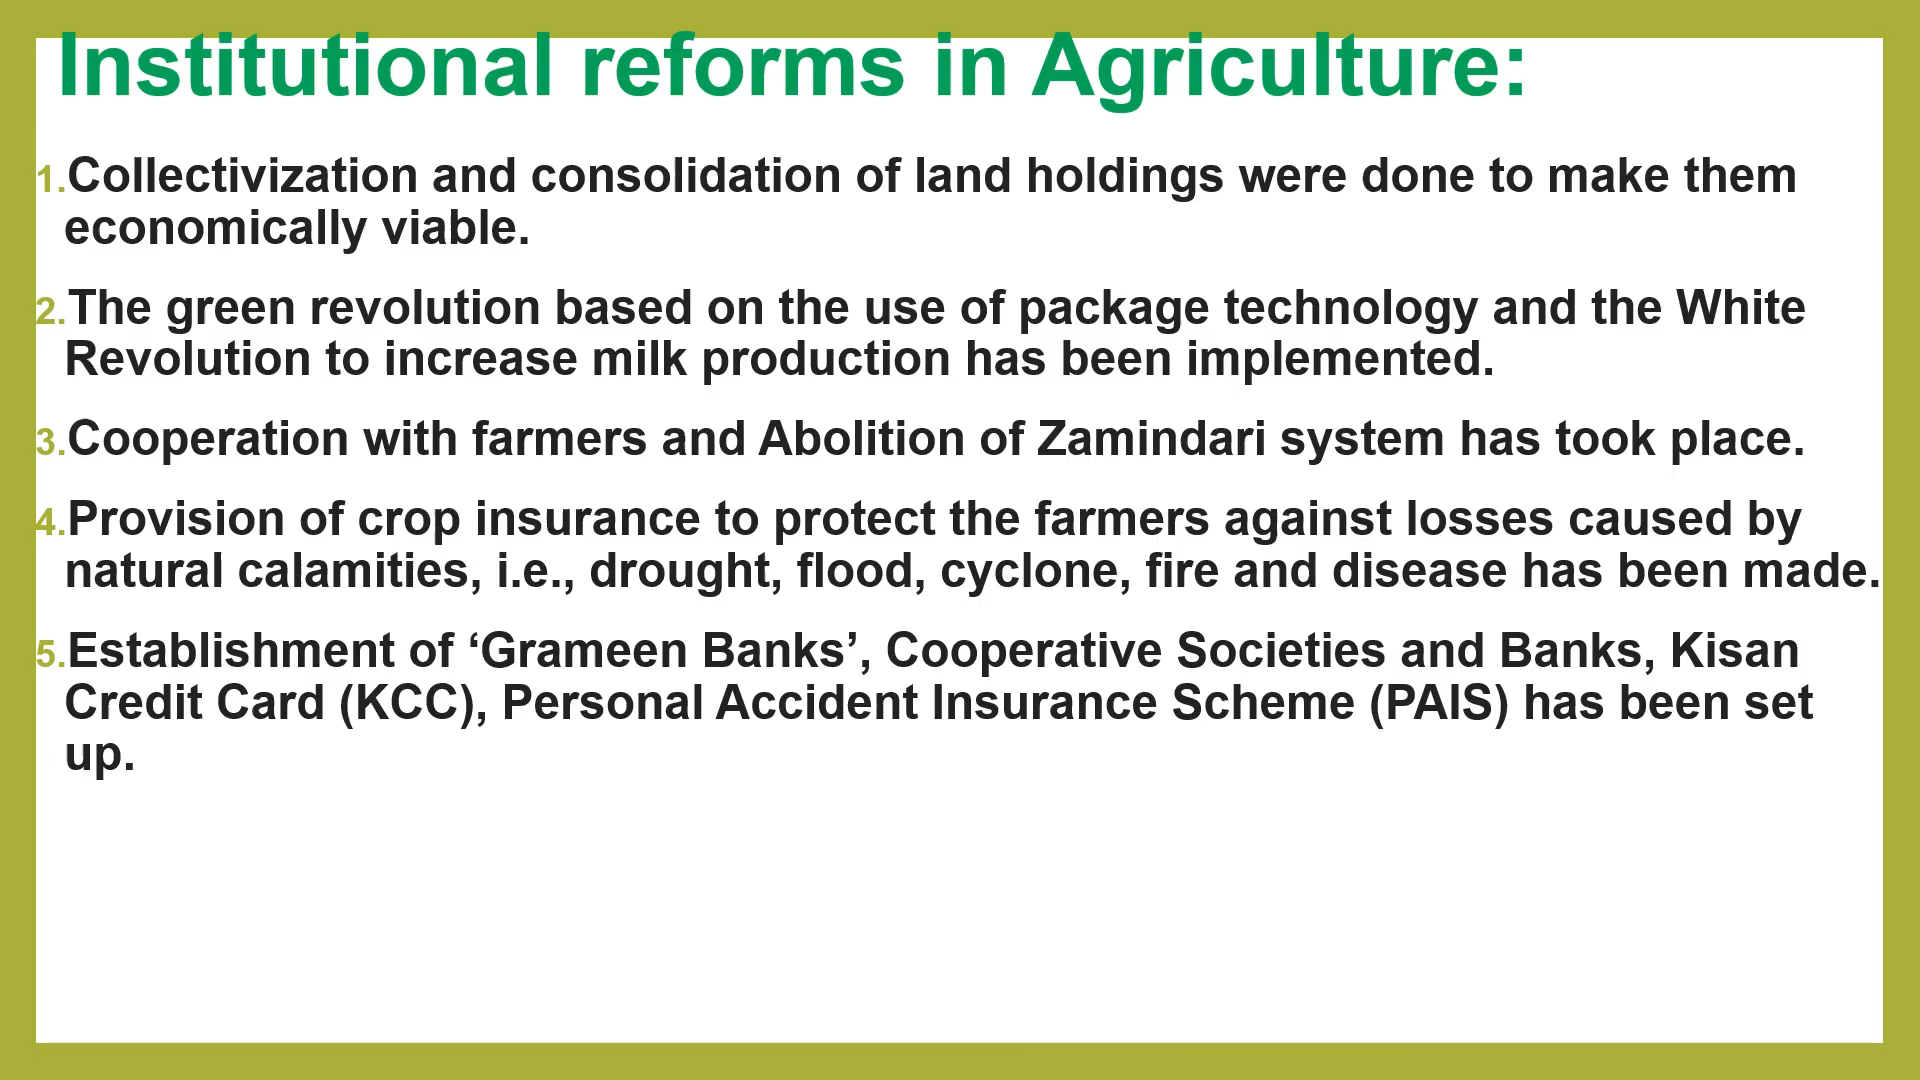 Institutional reforms in Agriculture:
1.Collectivization and consolidation of land holdings were done to make them
economically viable.
2.The green revolution based on the use of package technology and the White
Revolution to increase milk production has been implemented.
3.Cooperation with farmers and Abolition of Zamindari system has took place.
4.Provision of crop insurance to protect the farmers against losses caused by
natural calamities, i.e., drought, flood, cyclone, fire and disease has been made.
5.Establishment of ‘Grameen Banks’, Cooperative Societies and Banks, Kisan
Credit Card (KCC), Personal Accident Insurance Scheme (PAIS) has been set
up.